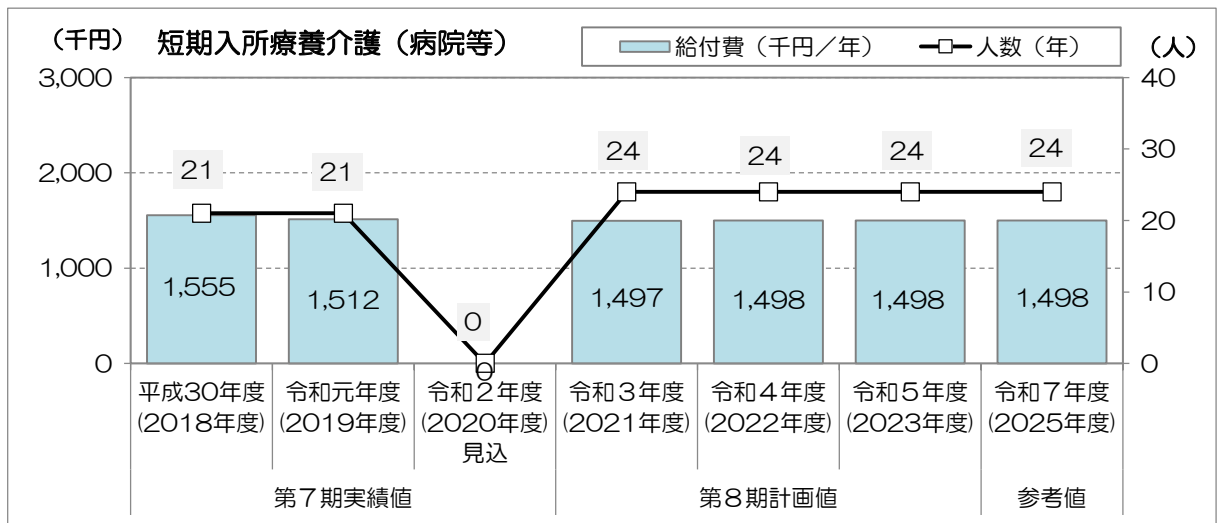 （千円） 短期入所療養介護（病院等） 給付費（千円／年） 人数（年） （人）
3,000 40
2,000 30
1,000 20
0 10
0
21 21 0 24 24 24 24
1,555 1,512 0 1,497 1,498 1,498 1,498
平成30年度 令和元年度 令和２年度 令和３年度 令和４年度 令和５年度 令和７年度
(2018年度) (2019年度) (2020年度) (2021年度) (2022年度) (2023年度) (2025年度)
見込
第７期実績値 第８期計画値 参考値